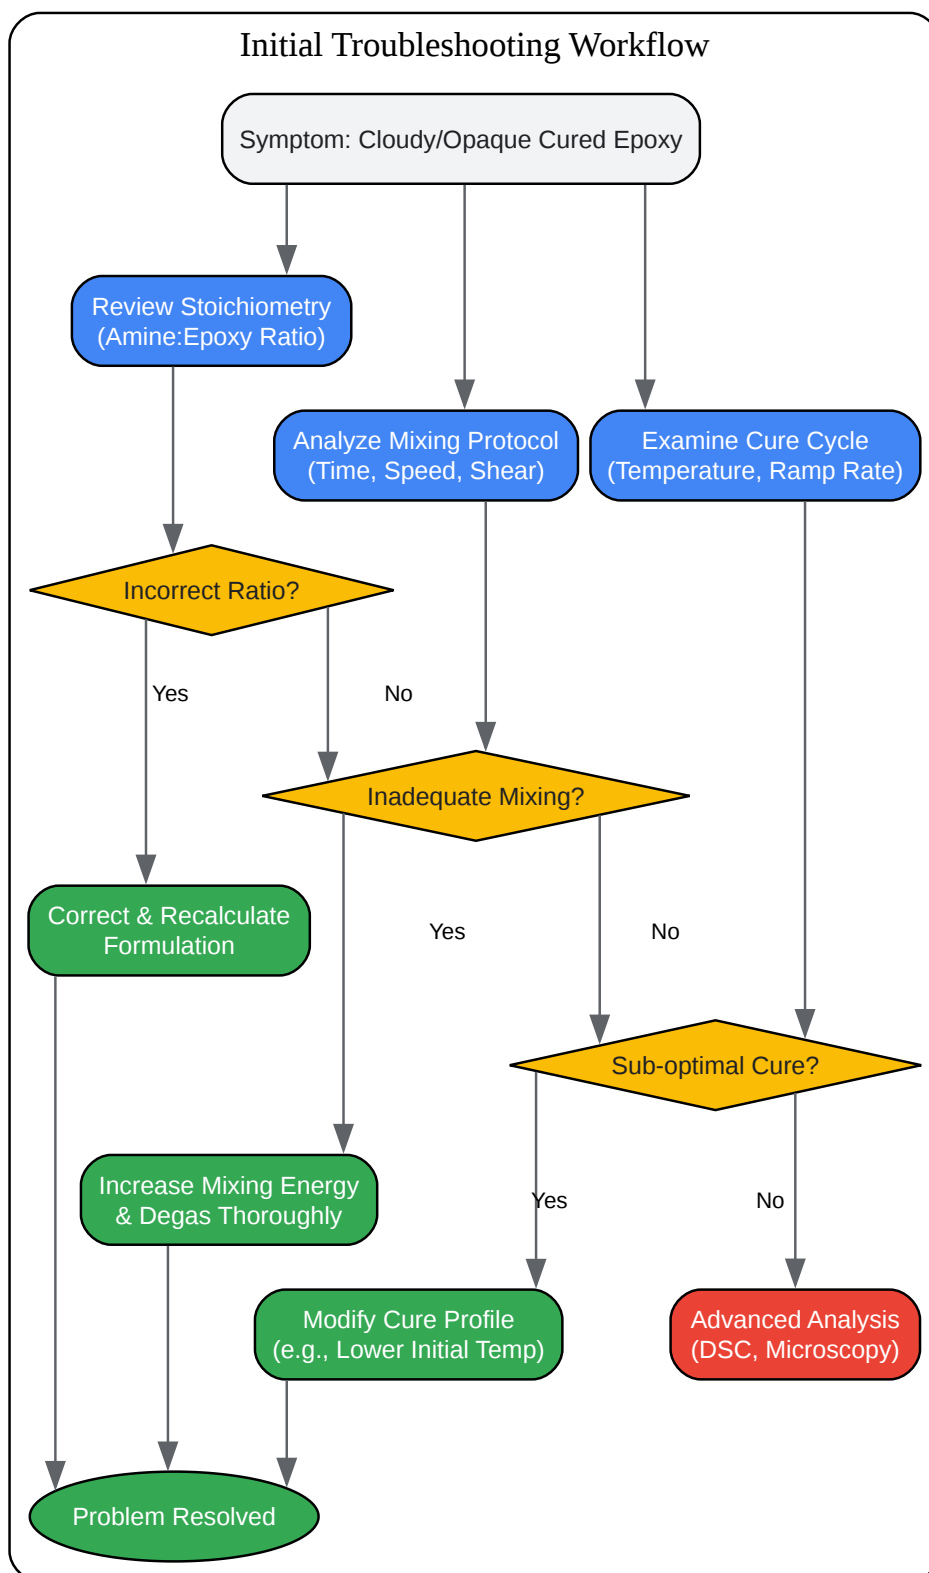 Initial Troubleshooting Workflow
Symptom: Cloudy/Opaque Cured Epoxy
Review Stoichiometry
(Amine:Epoxy Ratio)
Analyze Mixing Protocol
(Time, Speed, Shear)
Examine Cure Cycle
(Temperature, Ramp Rate)
Incorrect Ratio?
Yes
No
Inadequate Mixing?
Correct & Recalculate
Formulation
Yes
No
Sub-optimal Cure?
Increase Mixing Energy
& Degas Thoroughly
Yes
No
Modify Cure Profile
(e.g., Lower Initial Temp)
Advanced Analysis
(DSC, Microscopy)
Problem Resolved